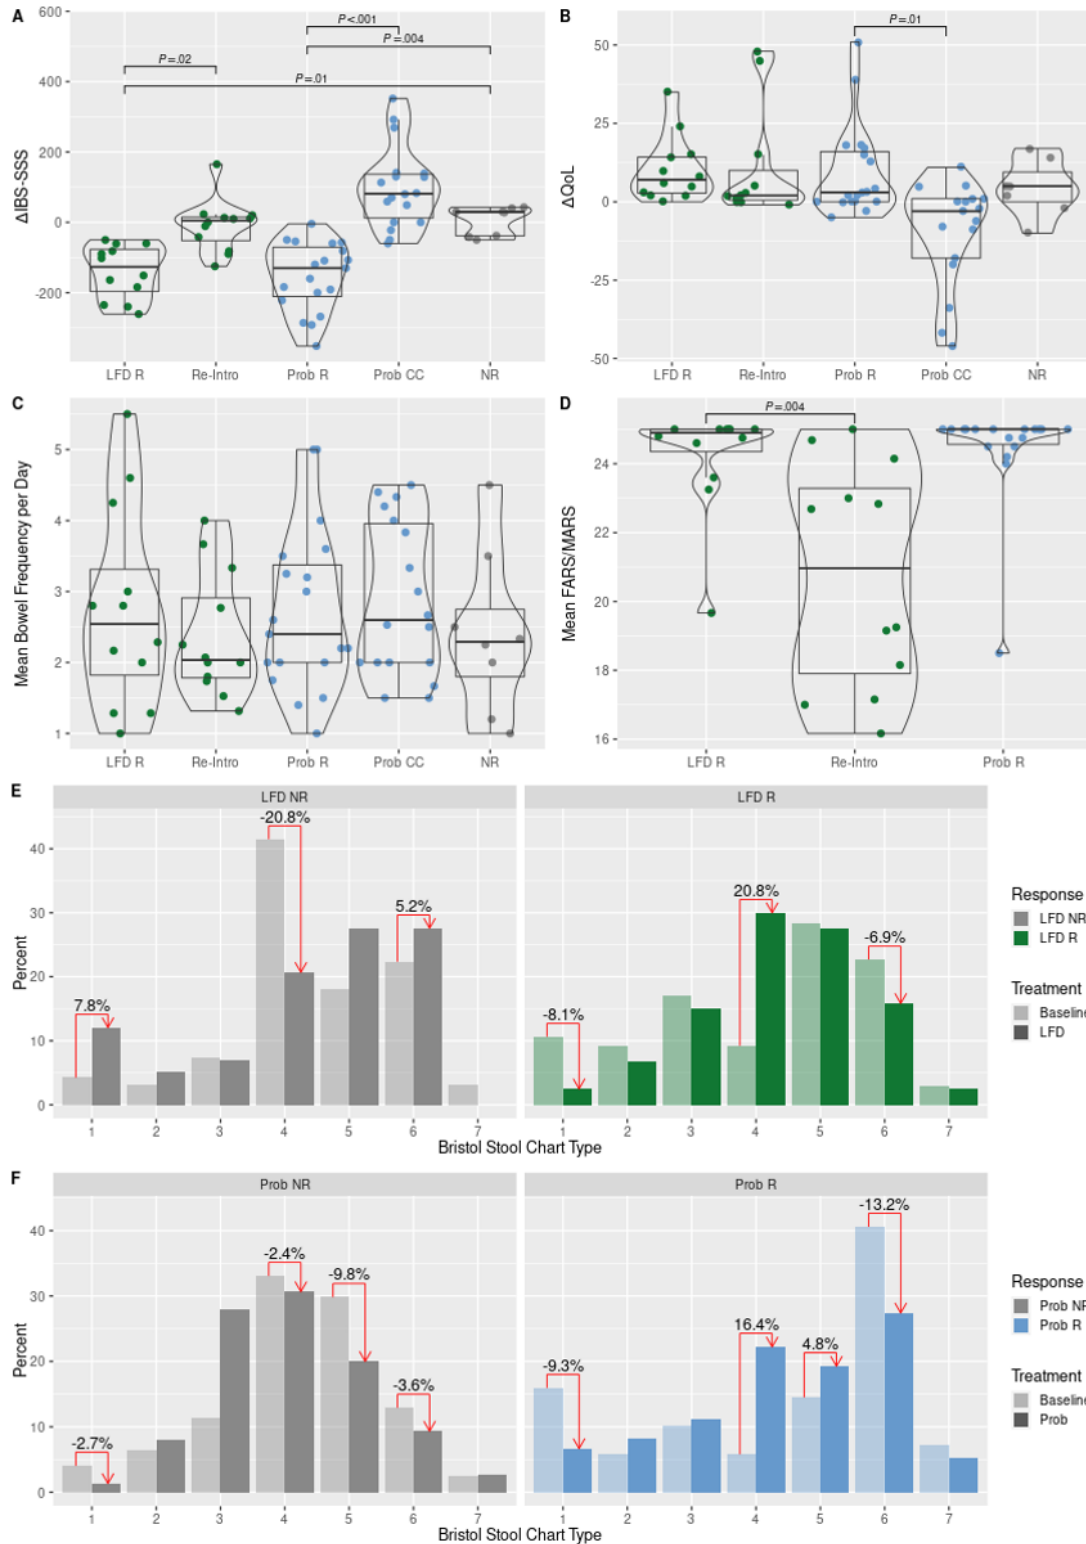 A
600
400
200
0
-200
ΔIBS-SSS
P<.001
P=.004
P=.02
P=.01
LFD R
Re-Intro
Prob R
Prob CC
NR
B
50
25
0
-25
-50
ΔQoL
P=.01
LFD R
Re-Intro
Prob R
Prob CC
NR
C
5
4
3
2
1
Mean Bowel Frequency per Day
LFD R
Re-Intro
Prob R
Prob CC
NR
D
24
22
20
18
16
Mean FARS/MARS
P=.004
LFD R
Re-Intro
Prob R
E
LFD NR
LFD R
40
30
20
10
0
Percent
7.8%
-20.8%
5.2%
-8.1%
20.8%
-6.9%
1 2 3 4 5 6 7
1 2 3 4 5 6 7
Bristol Stool Chart Type
Response
LFD NR
LFD R
Treatment
Baseline
LFD
F
Prob NR
Prob R
40
30
20
10
0
Percent
-2.7%
-2.4%
-9.8%
-3.6%
-9.3%
16.4%
4.8%
-13.2%
1 2 3 4 5 6 7
1 2 3 4 5 6 7
Bristol Stool Chart Type
Response
Prob NR
Prob R
Treatment
Baseline
Prob